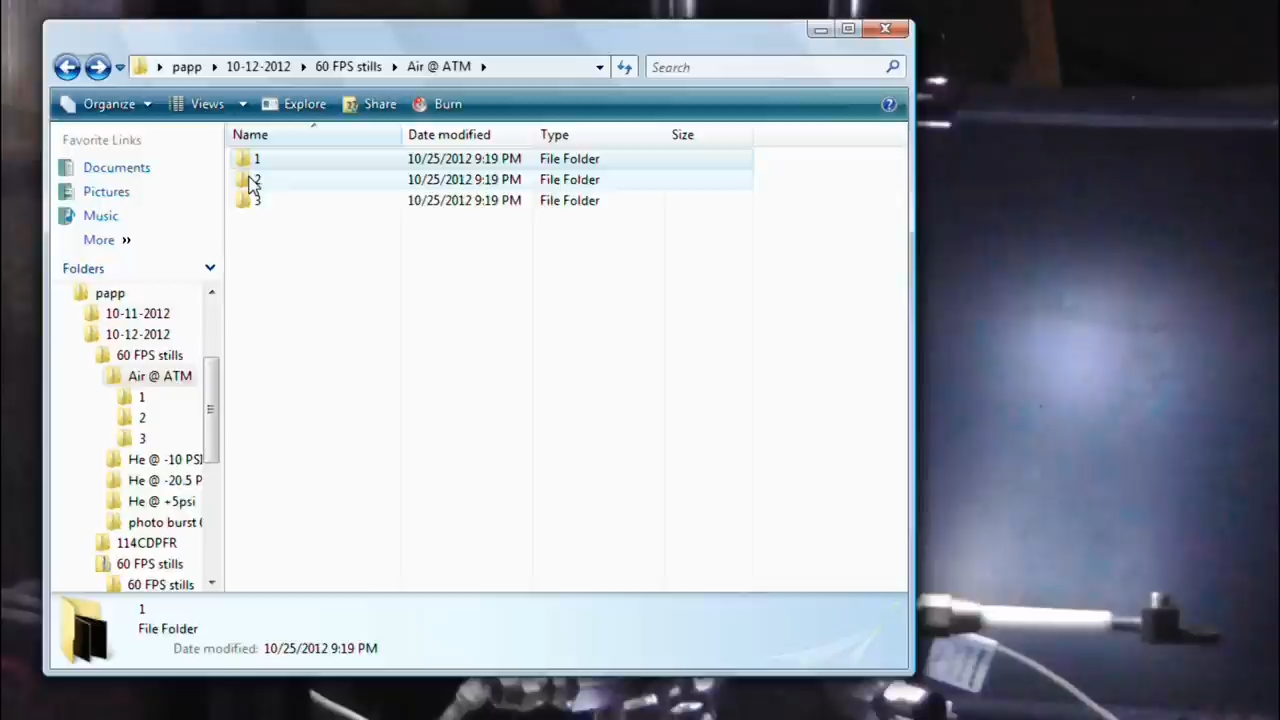 papp 10-12-2012 60 FPS stills Air @ ATM Search
Organize Views Explore Share Burn
Favorite Links
Documents
Pictures
Music
More
Folders
papp
10-11-2012
10-12-2012
60 FPS stills
Air @ ATM
1
2
3
He @ -10 PSI
He @ -20.5 P
He @ +5psi
photo burst
114CDPFR
60 FPS stills
60 FPS stills
Name Date modified Type Size
1 10/25/2012 9:19 PM File Folder
2 10/25/2012 9:19 PM File Folder
3 10/25/2012 9:19 PM File Folder
1
File Folder
Date modified: 10/25/2012 9:19 PM